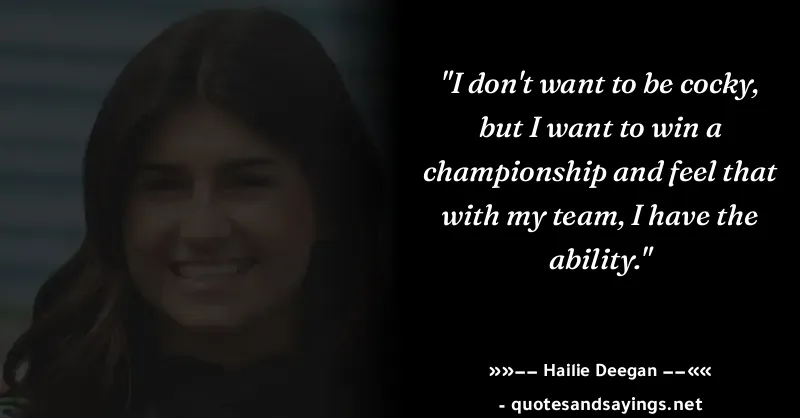 "I don't want to be cocky,
but I want to win a
championship and feel that
with my team, I have the
ability."
»»−− Hailie Deegan −−««
- quotesandsayings.net